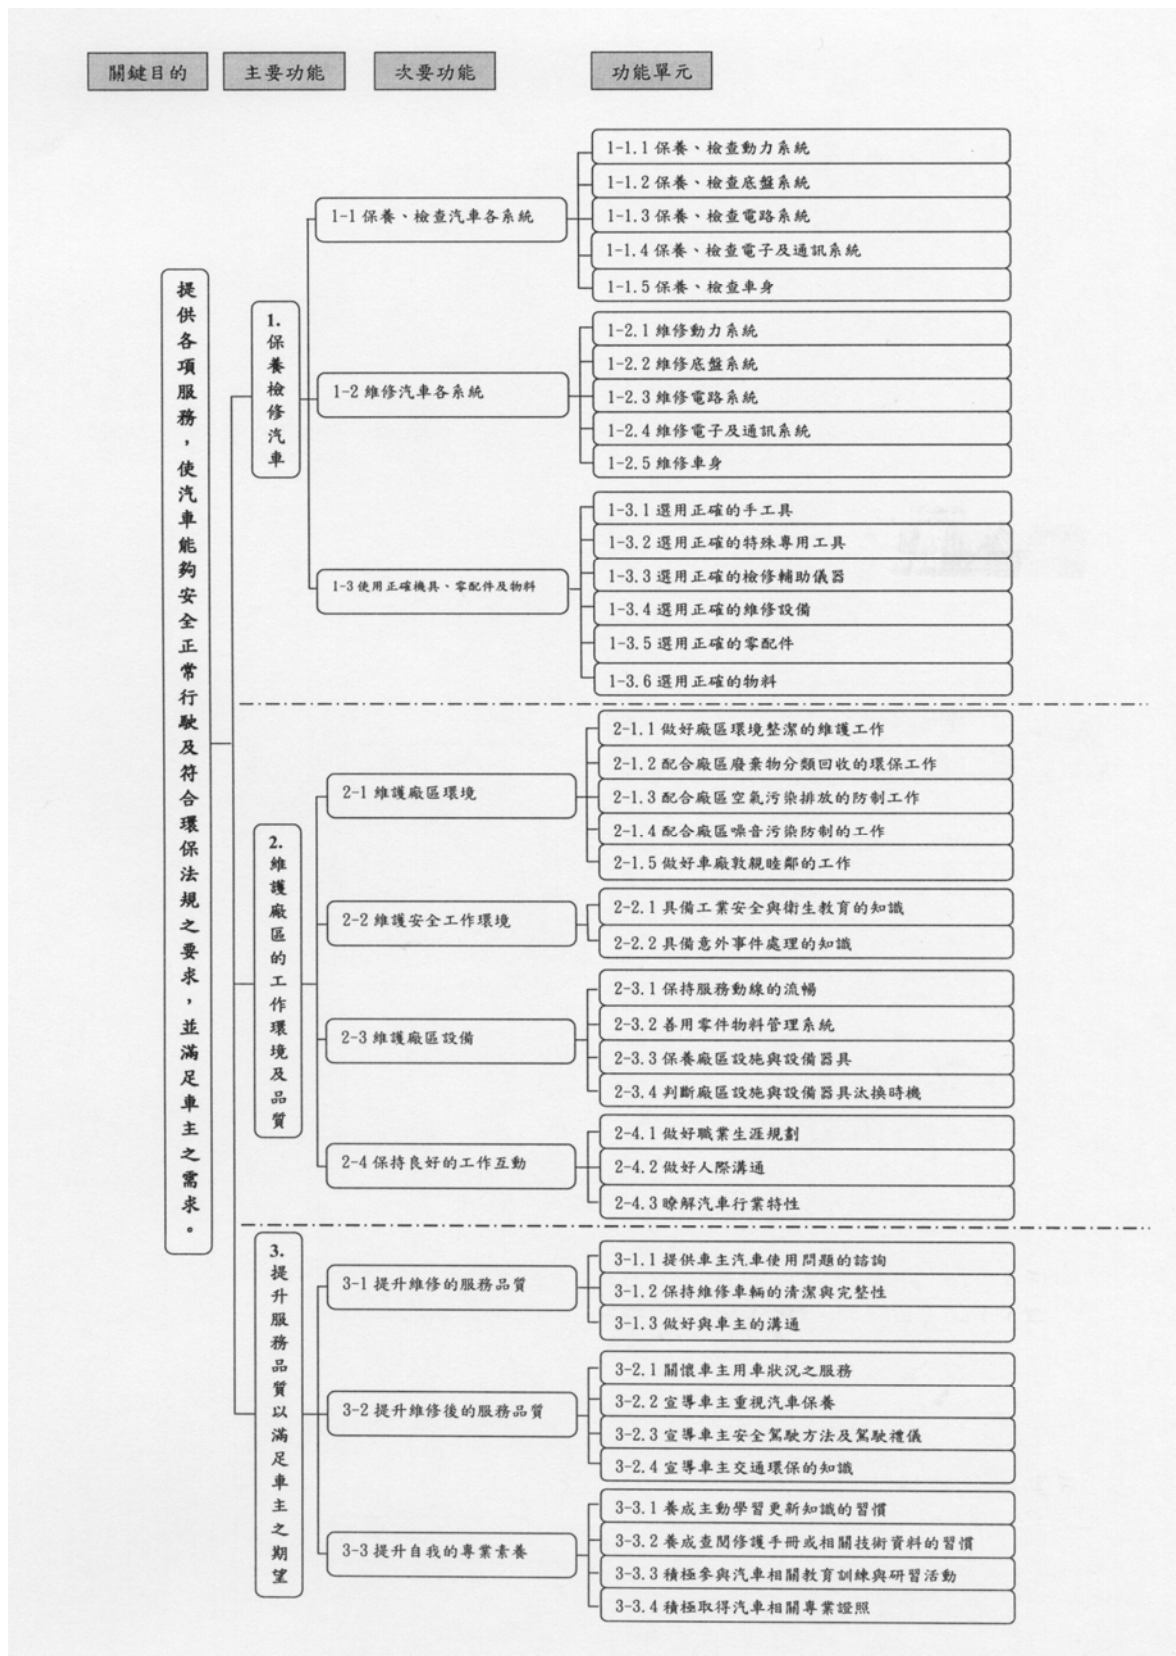 關鍵目的
主要功能
次要功能
功能單元
提供各項服務，使汽車能夠安全正常行駛及符合環保法規之要求，並滿足車主之需求。
1.保養檢修汽車
1-1 保養、檢查汽車各系統
1-1.1 保養、檢查動力系統
1-1.2 保養、檢查底盤系統
1-1.3 保養、檢查電路系統
1-1.4 保養、檢查電子及通訊系統
1-1.5 保養、檢查車身
1-2 維修汽車各系統
1-2.1 維修動力系統
1-2.2 維修底盤系統
1-2.3 維修電路系統
1-2.4 維修電子及通訊系統
1-2.5 維修車身
1-3 使用正確機具、零配件及物料
1-3.1 選用正確的手工具
1-3.2 選用正確的特殊專用工具
1-3.3 選用正確的檢修輔助儀器
1-3.4 選用正確的維修設備
1-3.5 選用正確的零配件
1-3.6 選用正確的物料
2.維護廠區的工作環境及品質
2-1 維護廠區環境
2-1.1 做好廠區環境整潔的維護工作
2-1.2 配合廠區廢棄物分類回收的環保工作
2-1.3 配合廠區空氣污染排放的防制工作
2-1.4 配合廠區噪音污染防制的工作
2-1.5 做好車廠敦親睦鄰的工作
2-2 維護安全工作環境
2-2.1 具備工業安全與衛生教育的知識
2-2.2 具備意外事件處理的知識
2-3 維護廠區設備
2-3.1 保持服務動線的流暢
2-3.2 善用零件物料管理系統
2-3.3 保養廠區設施與設備器具
2-3.4 判斷廠區設施與設備器具汰換時機
2-4 保持良好的工作互動
2-4.1 做好職業生涯規劃
2-4.2 做好人際溝通
2-4.3 瞭解汽車行業特性
3.提升服務品質以滿足車主之期望
3-1 提升維修的服務品質
3-1.1 提供車主汽車使用問題的諮詢
3-1.2 保持維修車輛的清潔與完整性
3-1.3 做好與車主的溝通
3-2 提升維修後的服務品質
3-2.1 關懷車主用車狀況之服務
3-2.2 宣導車主重視汽車保養
3-2.3 宣導車主安全駕駛方法及駕駛禮儀
3-2.4 宣導車主交通環保的知識
3-3 提升自我的專業素養
3-3.1 養成主動學習更新知識的習慣
3-3.2 養成查閱修護手冊或相關技術資料的習慣
3-3.3 積極參與汽車相關教育訓練與研習活動
3-3.4 積極取得汽車相關專業證照